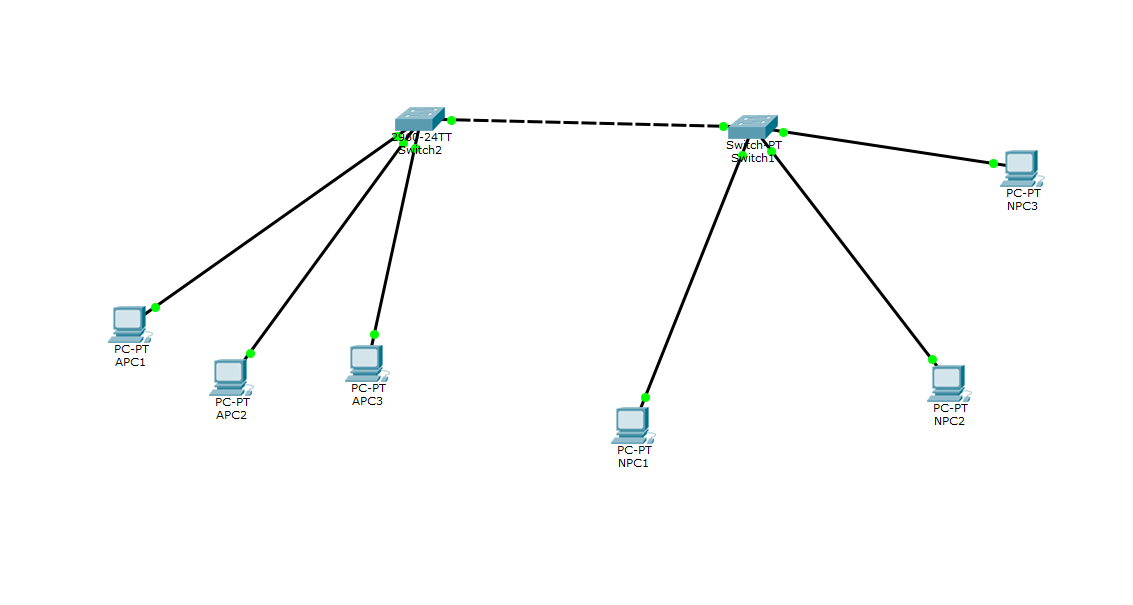 2960-24TT
Switch2
Switch-PT
Switch1
PC-PT
NPC3
PC-PT
APC1
PC-PT
APC2
PC-PT
APC3
PC-PT
NPC1
PC-PT
NPC2